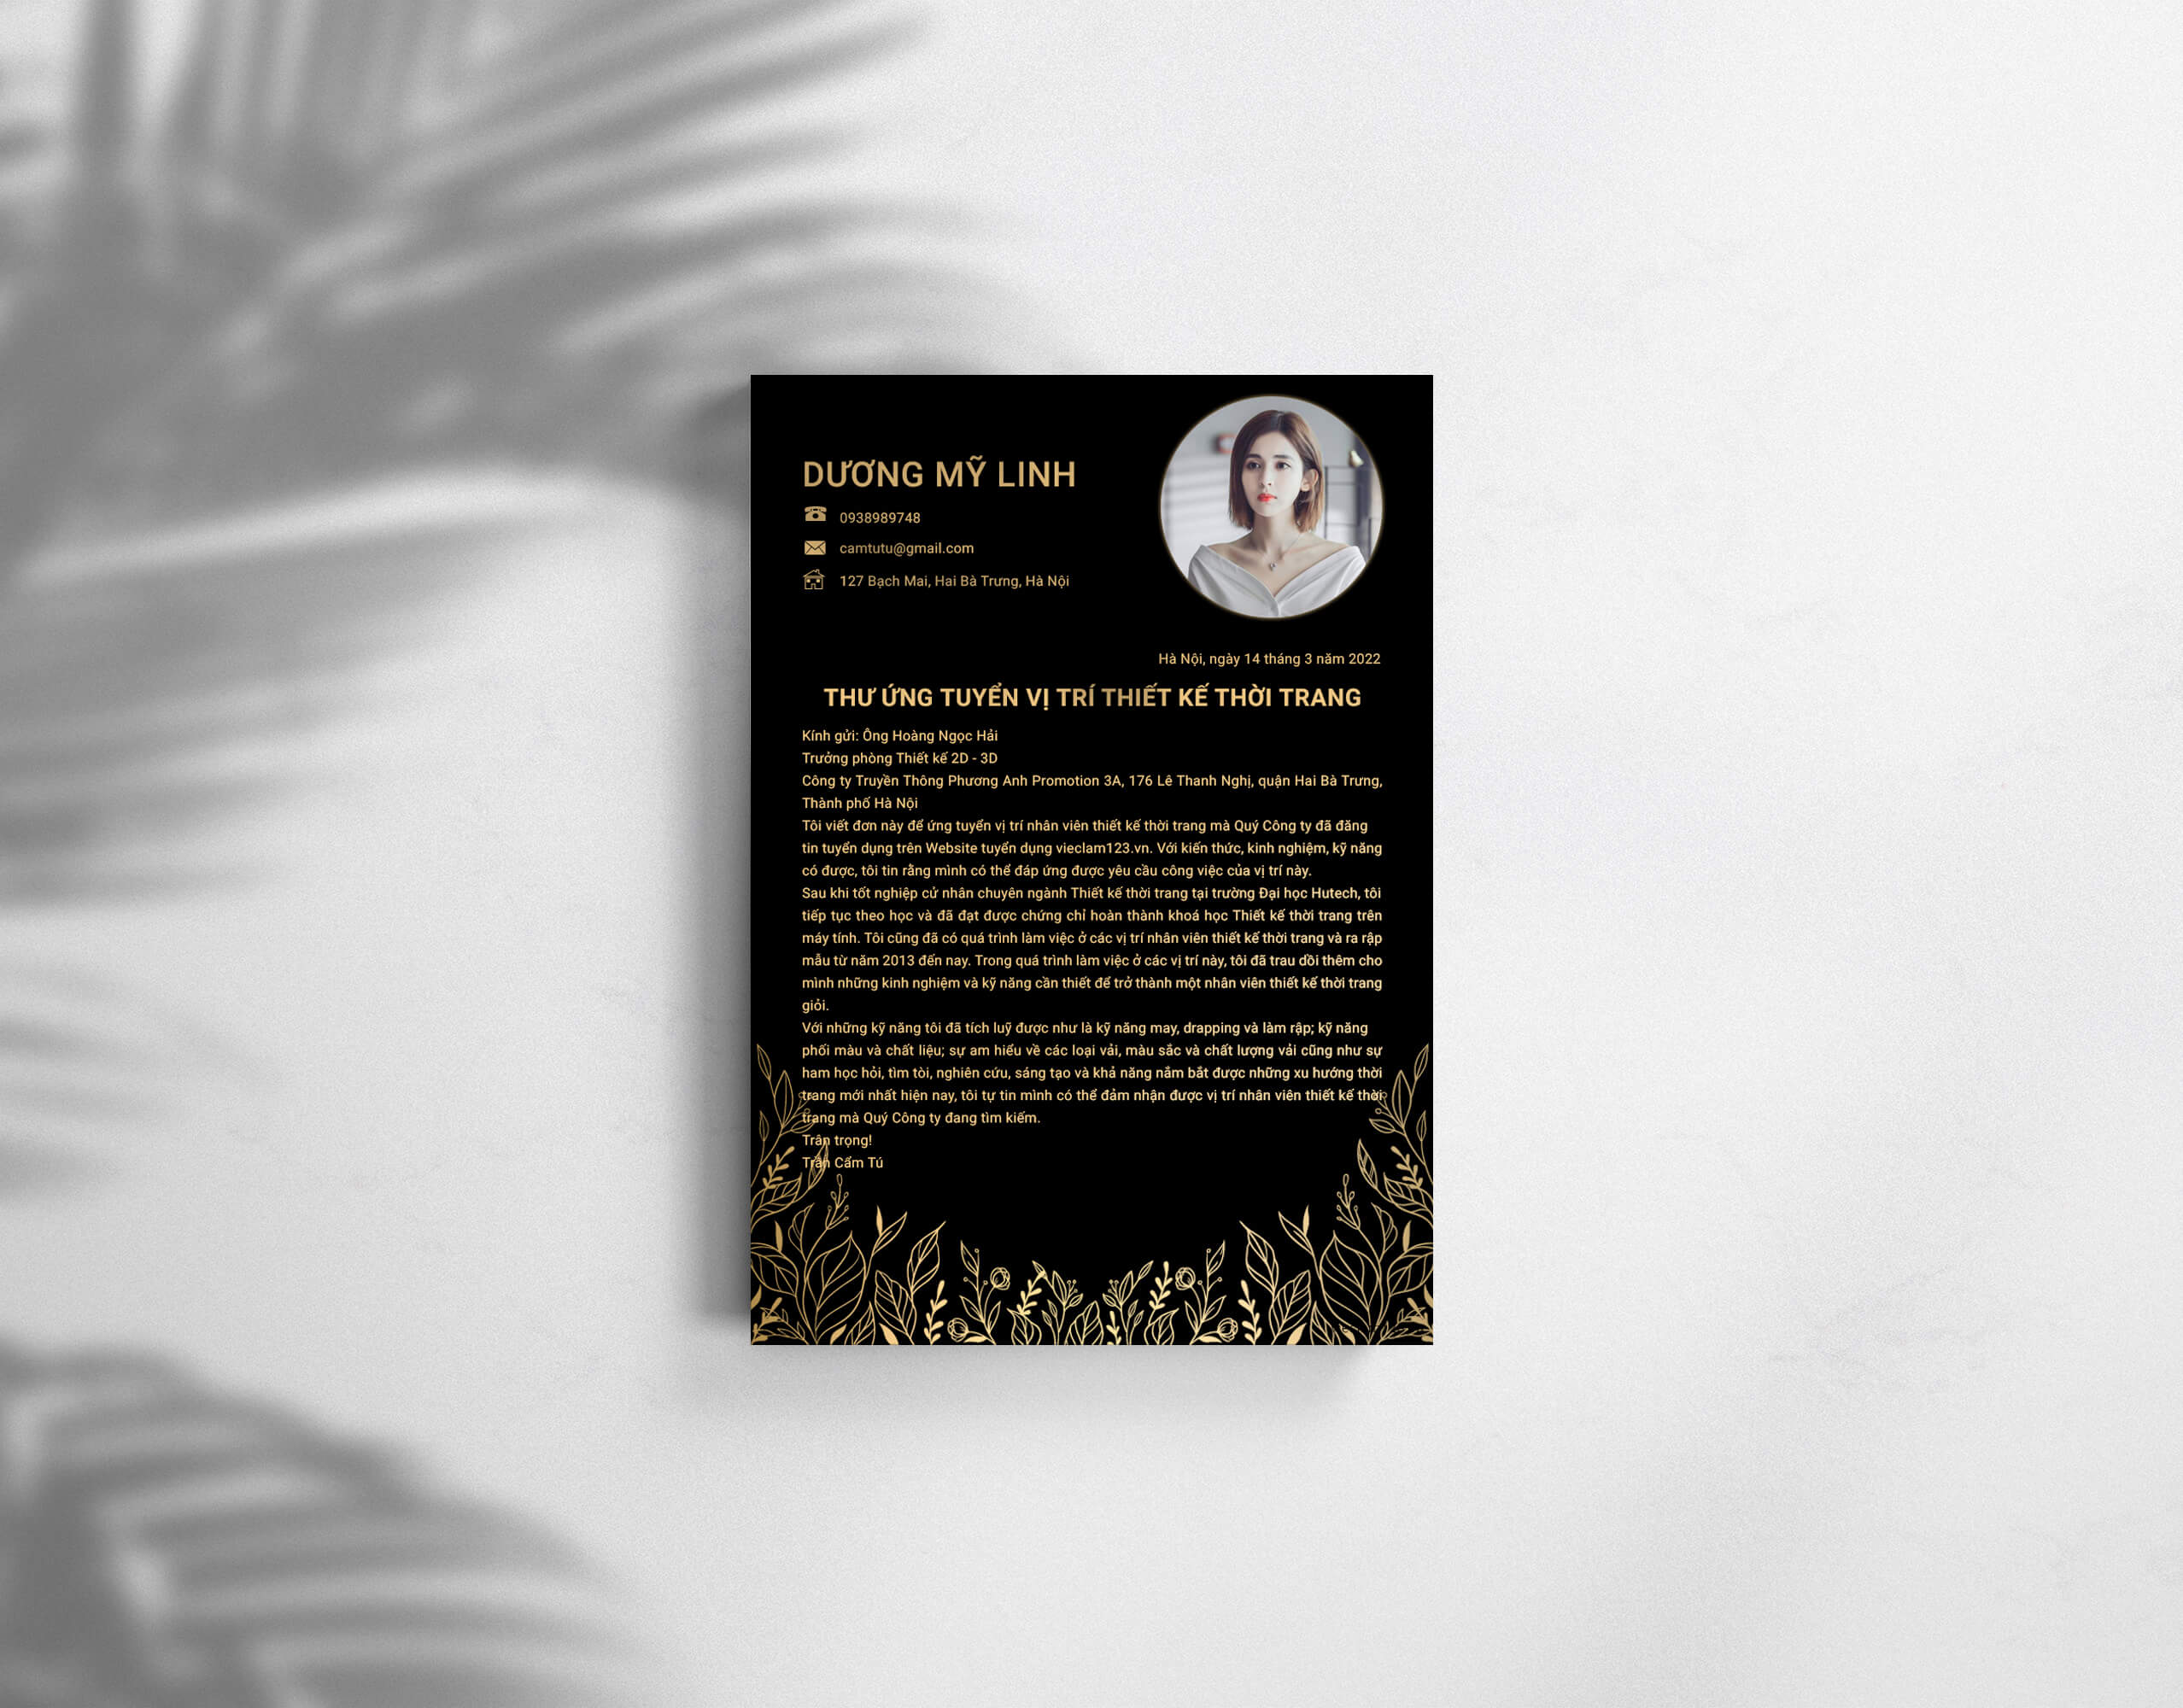 DƯƠNG MỸ LINH
0938989748
camtutu@gmail.com
127 Bạch Mai, Hai Bà Trưng, Hà Nội
Hà Nội, ngày 14 tháng 3 năm 2022
THƯ ỨNG TUYỂN VỊ TRÍ THIẾT KẾ THỜI TRANG
Kính gửi: Ông Hoàng Ngọc Hải
Trưởng phòng Thiết kế 2D - 3D
Công ty Truyền Thông Phương Anh Promotion 3A, 176 Lê Thanh Nghị, quận Hai Bà Trưng,
Thành phố Hà Nội
Tôi viết đơn này để ứng tuyển vị trí nhân viên thiết kế thời trang mà Quý Công ty đã đăng
tin tuyển dụng trên Website tuyển dụng vieclam123.vn. Với kiến thức, kinh nghiệm, kỹ năng
có được, tôi tin rằng mình có thể đáp ứng được yêu cầu công việc của vị trí này.
Sau khi tốt nghiệp cử nhân chuyên ngành Thiết kế thời trang tại trường Đại học Hutech, tôi
tiếp tục theo học và đã đạt được chứng chỉ hoàn thành khoá học Thiết kế thời trang trên
máy tính. Tôi cũng đã có quá trình làm việc ở các vị trí nhân viên thiết kế thời trang và ra rập
mẫu từ năm 2013 đến nay. Trong quá trình làm việc ở các vị trí này, tôi đã trau dồi thêm cho
mình những kinh nghiệm và kỹ năng cần thiết để trở thành một nhân viên thiết kế thời trang
giỏi.
Với những kỹ năng tôi đã tích luỹ được như là kỹ năng may, drapping và làm rập; kỹ năng
phối màu và chất liệu; sự am hiểu về các loại vải, màu sắc và chất lượng vải cũng như sự
ham học hỏi, tìm tòi, nghiên cứu, sáng tạo và khả năng nắm bắt được những xu hướng thời
trang mới nhất hiện nay, tôi tự tin mình có thể đảm nhận được vị trí nhân viên thiết kế thời
trang mà Quý Công ty đang tìm kiếm.
Trân trọng!
Trần Cẩm Tú